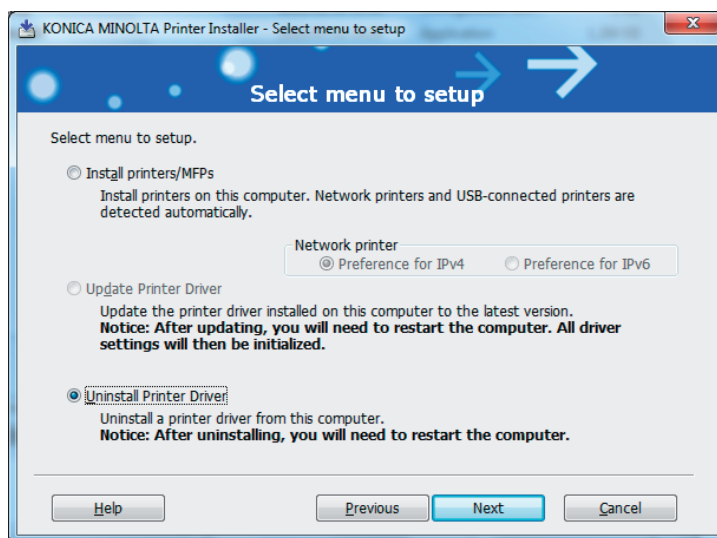 KONICA MINOLTA Printer Installer - Select menu to setup
Select menu to setup
Select menu to setup.
Install printers/MFPs
Install printers on this computer. Network printers and USB-connected printers are
detected automatically.
Network printer
Preference for IPv4 Preference for IPv6
Update Printer Driver
Update the printer driver installed on this computer to the latest version.
Notice: After updating, you will need to restart the computer. All driver
settings will then be initialized.
Uninstall Printer Driver
Uninstall a printer driver from this computer.
Notice: After uninstalling, you will need to restart the computer.
Help Previous Next Cancel